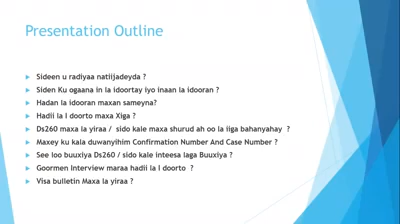 Presentation Outline
Sideen u radiyaa natiijadeyda ?
Siden Ku ogaana in la idoortay iyo inaan la idooran ?
Hadan la idooran maxan sameyna?
Hadii la I doorto maxa Xiga ?
Ds260 maxa la yiraa / sido kale maxa shurud ah oo la iiga bahanyahay ?
Maxey ku kala duwanyihim Confirmation Number And Case Number ?
See loo buuxiya Ds260 / sido kale inteesa laga Buuxiya ?
Goormen Interview maraa hadii la I doorto ?
Visa bulletin Maxa la yiraa ?